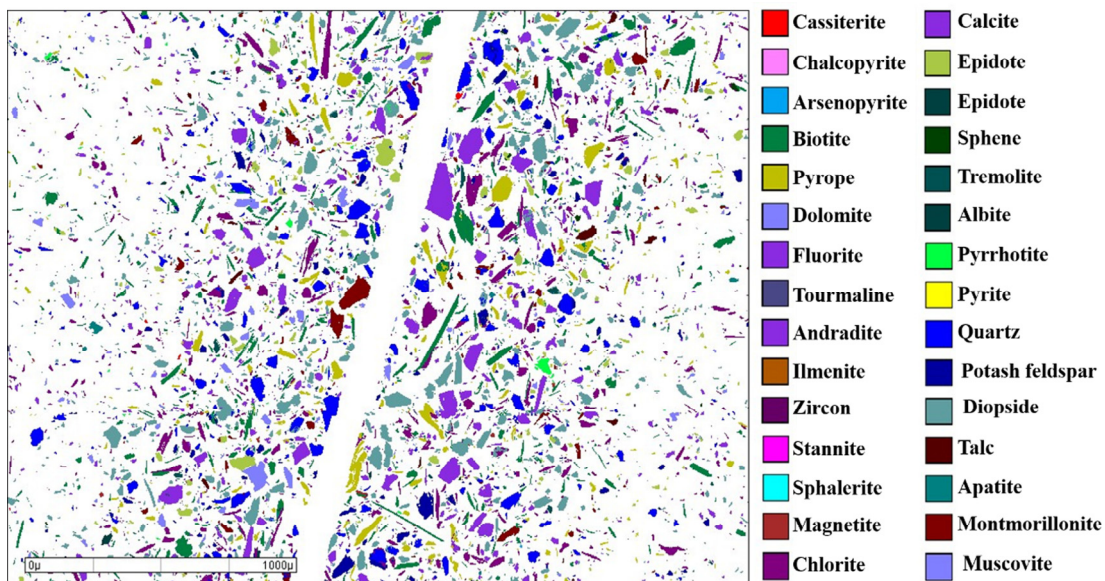 Cassiterite
Chalcopyrite
Arsenopyrite
Biotite
Pyrope
Dolomite
Fluorite
Tourmaline
Andradite
Ilmenite
Zircon
Stannite
Sphalerite
Magnetite
Chlorite
Calcite
Epidote
Epidote
Sphene
Tremolite
Albite
Pyrrhotite
Pyrite
Quartz
Potash feldspar
Diopside
Talc
Apatite
Montmorillonite
Muscovite
0μ 1000μ